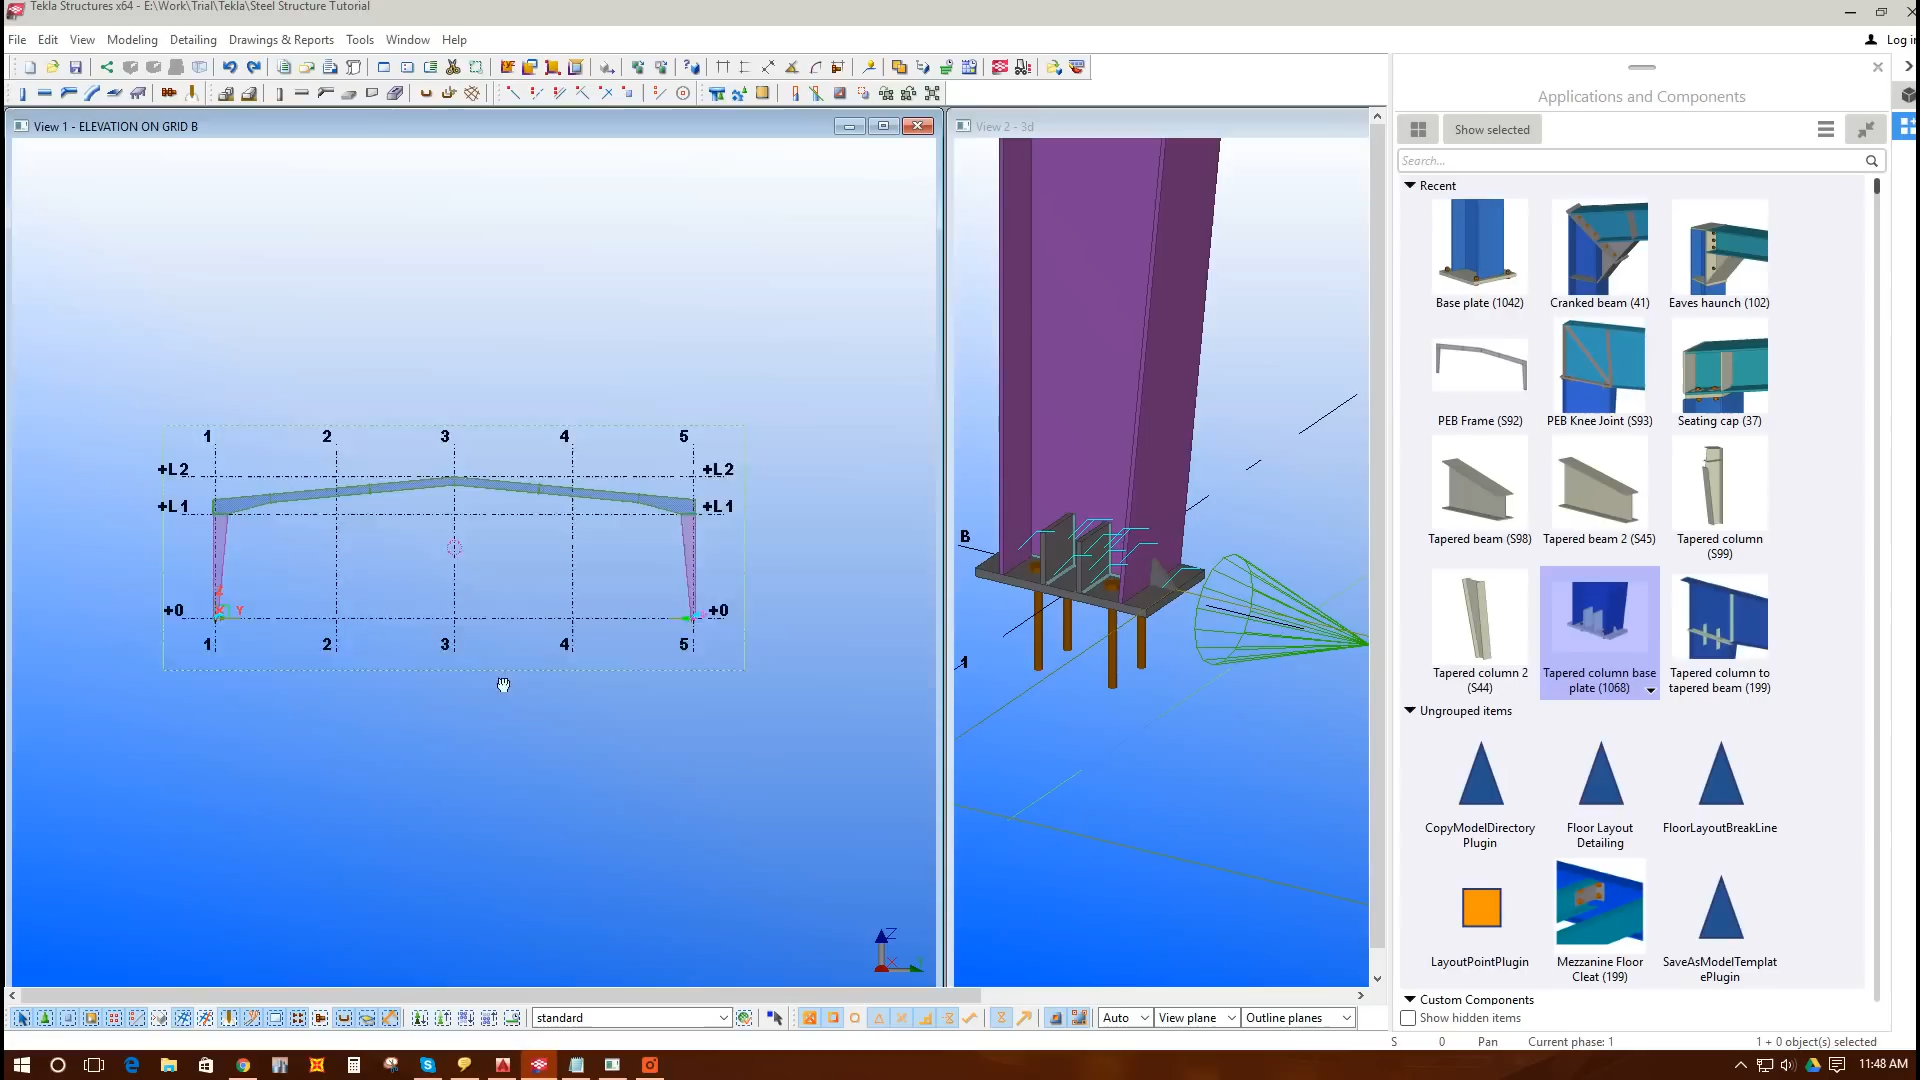 Tekla Structures x64 - E:\Work\Trial\Tekla\Steel Structure Tutorial
File Edit View Modeling Detailing Drawings & Reports Tools Window Help
Log in
View 1 - ELEVATION ON GRID B
View 2 - 3d
1 2 3 4 5
+L2 +L2
+L1 +L1
+0 +0
Y
1 2 3 4 5
Z
X
B
1
Applications and Components
Show selected
Search...
Recent
Base plate (1042)
Cranked beam (41)
Eaves haunch (102)
PEB Frame (S92)
PEB Knee Joint (S93)
Seating cap (37)
Tapered beam (S98)
Tapered beam 2 (S45)
Tapered column
(S99)
Tapered column 2
(S44)
Tapered column base
plate (1068)
Tapered column to
tapered beam (199)
Ungrouped items
CopyModelDirectory
Plugin
Floor Layout
Detailing
FloorLayoutBreakLine
LayoutPointPlugin
Mezzanine Floor
Cleat (199)
SaveAsModelTemplat
ePlugin
Custom Components
Show hidden items
standard
Auto
View plane
Outline planes
S 0 Pan Current phase: 1 1 + 0 object(s) selected
11:48 AM